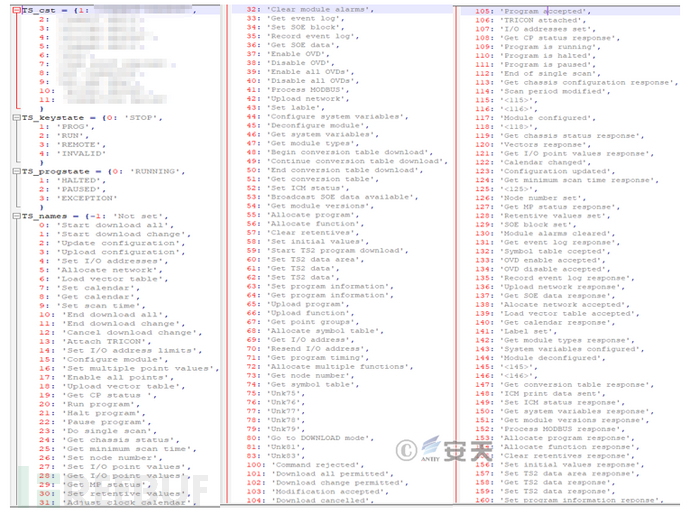 TS_cst = {1:
2:
3:
4:
5:
6:
7:
8:
9:
10:
11:
}
TS_keystate = {0: 'STOP',
1: 'PROG',
2: 'RUN',
3: 'REMOTE',
4: 'INVALID'
}
TS_progstate = {0: 'RUNNING',
1: 'HALTED',
2: 'PAUSED',
3: 'EXCEPTION'
}
TS_names = {-1: 'Not set',
0: 'Start download all',
1: 'Start download change',
2: 'Update configuration',
3: 'Upload configuration',
4: 'Set I/O addresses',
5: 'Allocate network',
6: 'Load vector table',
7: 'Set calendar',
8: 'Get calendar',
9: 'Set scan time',
10: 'End download all',
11: 'End download change',
12: 'Cancel download change',
13: 'Attach TRICON',
14: 'Set I/O address limits',
15: 'Configure module',
16: 'Set multiple point values',
17: 'Enable all points',
18: 'Upload vector table',
19: 'Get CP status ',
20: 'Run program',
21: 'Halt program',
22: 'Pause program',
23: 'Do single scan',
24: 'Get chassis status',
25: 'Get minimum scan time',
26: 'Set node number',
27: 'Set I/O point values',
28: 'Get I/O point values',
29: 'Get MP status',
30: 'Set retentive values',
31: 'Adjust clock calendar',
32: 'Clear module alarms',
33: 'Get event log',
34: 'Set SOE block',
35: 'Record event log',
36: 'Get SOE data',
37: 'Enable OVD',
38: 'Disable OVD',
39: 'Enable all OVDs',
40: 'Disable all OVDs',
41: 'Process MODBUS',
42: 'Upload network',
43: 'Set lable',
44: 'Configure system variables',
45: 'Deconfigure module',
46: 'Get system variables',
47: 'Get module types',
48: 'Begin conversion table download',
49: 'Continue conversion table download',
50: 'End conversion table download',
51: 'Get conversion table',
52: 'Set ICM status',
53: 'Broadcast SOE data available',
54: 'Get module versions',
55: 'Allocate program',
56: 'Allocate function',
57: 'Clear retentives',
58: 'Set initial values',
59: 'Start TS2 program download',
60: 'Set TS2 data area',
61: 'Get TS2 data',
62: 'Set TS2 data',
63: 'Set program information',
64: 'Get program information',
65: 'Upload program',
66: 'Upload function',
67: 'Get point groups',
68: 'Allocate symbol table',
69: 'Get I/O address',
70: 'Resend I/O address',
71: 'Get program timing',
72: 'Allocate multiple functions',
73: 'Get node number',
74: 'Get symbol table',
75: 'Unk75',
76: 'Unk76',
77: 'Unk77',
78: 'Unk78',
79: 'Unk79',
80: 'Go to DOWNLOAD mode',
81: 'Unk81',
83: 'Unk83',
100: 'Command rejected',
101: 'Download all permitted',
102: 'Download change permitted',
103: 'Modification accepted',
104: 'Download cancelled',
105: 'Program accepted',
106: 'TRICON attached',
107: 'I/O addresses set',
108: 'Get CP status response',
109: 'Program is running',
110: 'Program is halted',
111: 'Program is paused',
112: 'End of single scan',
113: 'Get chassis configuration response',
114: 'Scan period modified',
115: '<115>',
116: '<116>',
117: 'Module configured',
118: '<118>',
119: 'Get chassis status response',
120: 'Vectors response',
121: 'Get I/O point values response',
122: 'Calendar changed',
123: 'Configuration updated',
124: 'Get minimum scan time response',
125: '<125>',
126: 'Node number set',
127: 'Get MP status response',
128: 'Retentive values set',
129: 'SOE block set',
130: 'Module alarms cleared',
131: 'Get event log response',
132: 'Symbol table ccepted',
133: 'OVD enable accepted',
134: 'OVD disable accepted',
135: 'Record event log response',
136: 'Upload network response',
137: 'Get SOE data response',
138: 'Alocate network accepted',
139: 'Load vector table accepted',
140: 'Get calendar response',
141: 'Label set',
142: 'Get module types response',
143: 'System variables configured',
144: 'Module deconfigured',
145: '<145>',
146: '<146>',
147: 'Get conversion table response',
148: 'ICM print data sent',
149: 'Set ICM status response',
150: 'Get system variables response',
151: 'Get module versions response',
152: 'Process MODBUS response',
153: 'Allocate program response',
154: 'Allocate function response',
155: 'Clear retentives response',
156: 'Set initial values response',
157: 'Set TS2 data area response',
158: 'Get TS2 data response',
159: 'Set TS2 data response',
160: 'Set program information reponse',
© ANTIY 安天